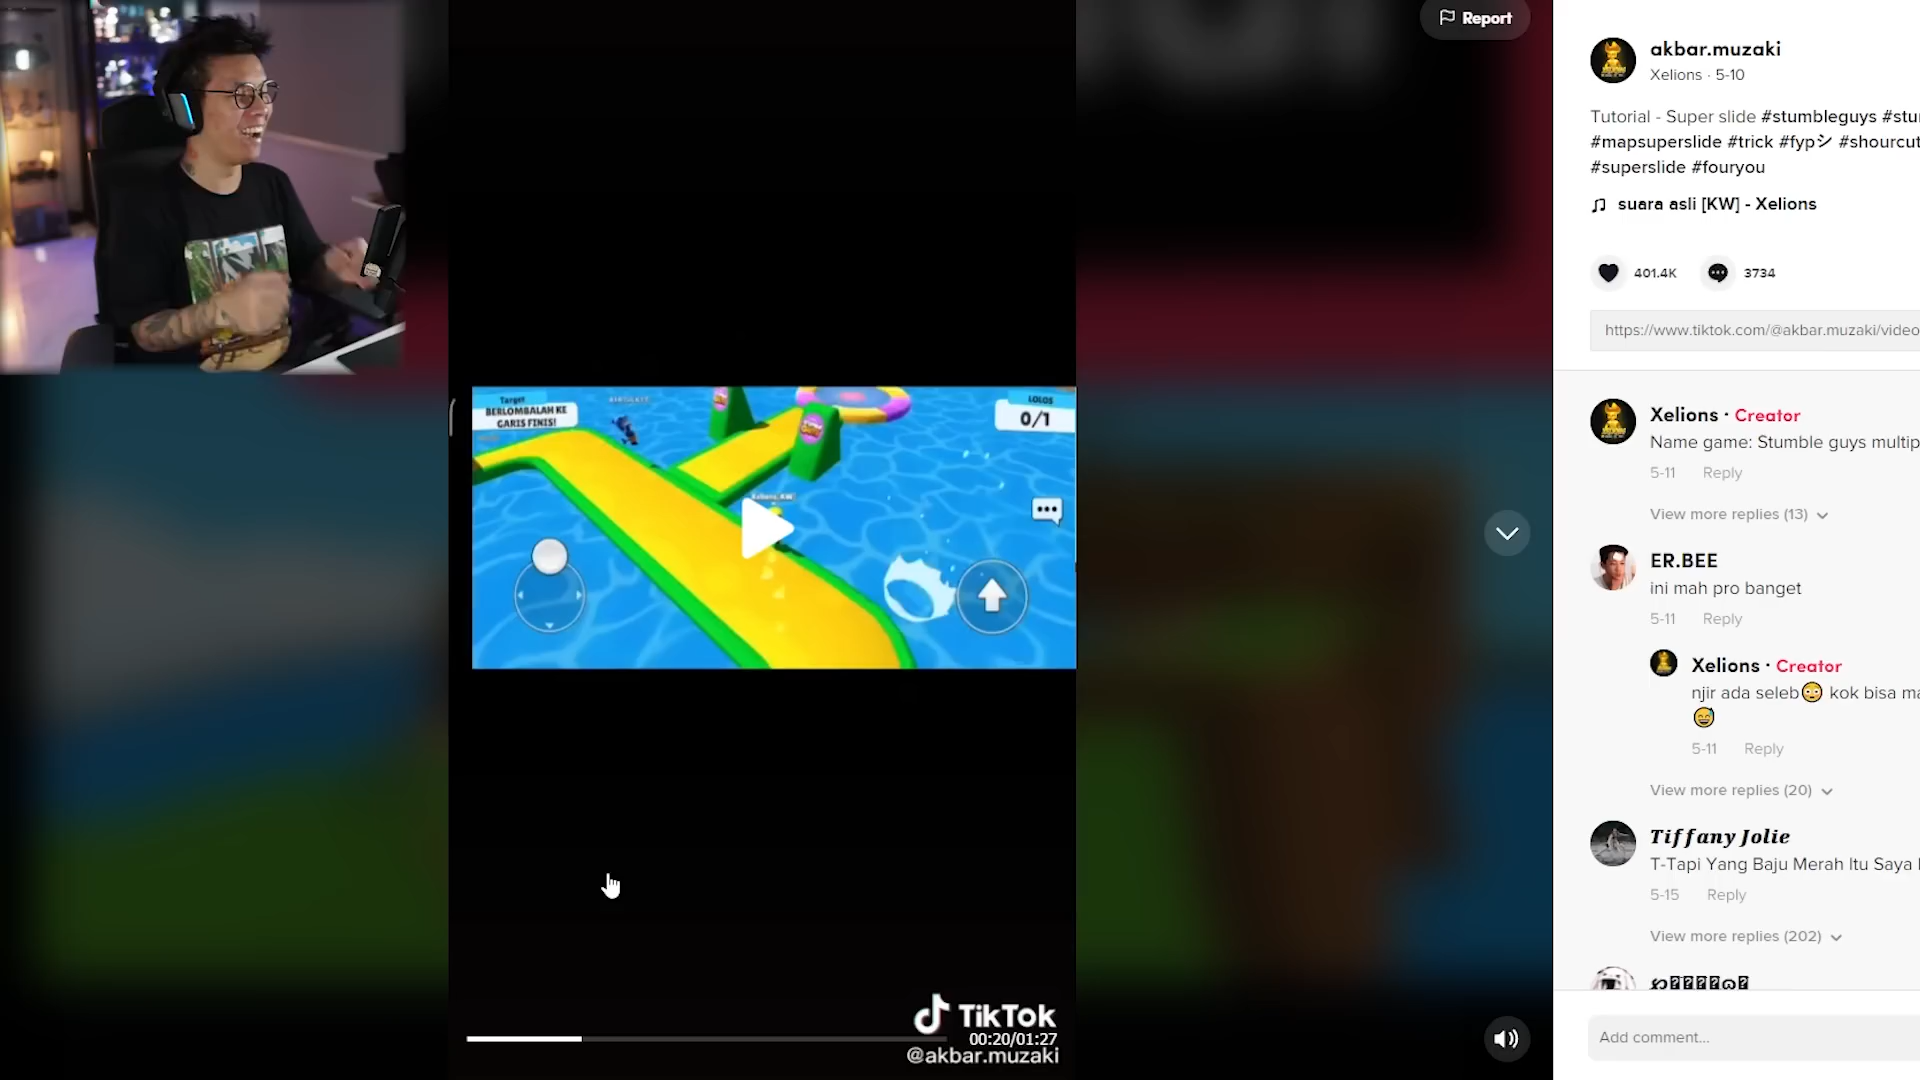 Report
akbar.muzaki
Xelions · 5-10
Tutorial - Super slide #stumbleguys
#mapsuperslide #trick #fypシ #shourcut
#superslide #fouryou
suara asli [KW] - Xelions
401.4K
3734
https://www.tiktok.com/@akbar.muzaki/video
Target
BERLOMBALAH KE
GARIS FINIS!
LOLOS
0/1
Xelions · Creator
Name game: Stumble guys
5-11 Reply
View more replies (13)
ER.BEE
ini mah pro banget
5-11 Reply
Xelions · Creator
njir ada seleb😳 kok bisa
😅
5-11 Reply
View more replies (20)
Tiffany Jolie
T-Tapi Yang Baju Merah Itu Saya
5-15 Reply
View more replies (202)
Add comment...
TikTok
00:20/01:27
@akbar.muzaki